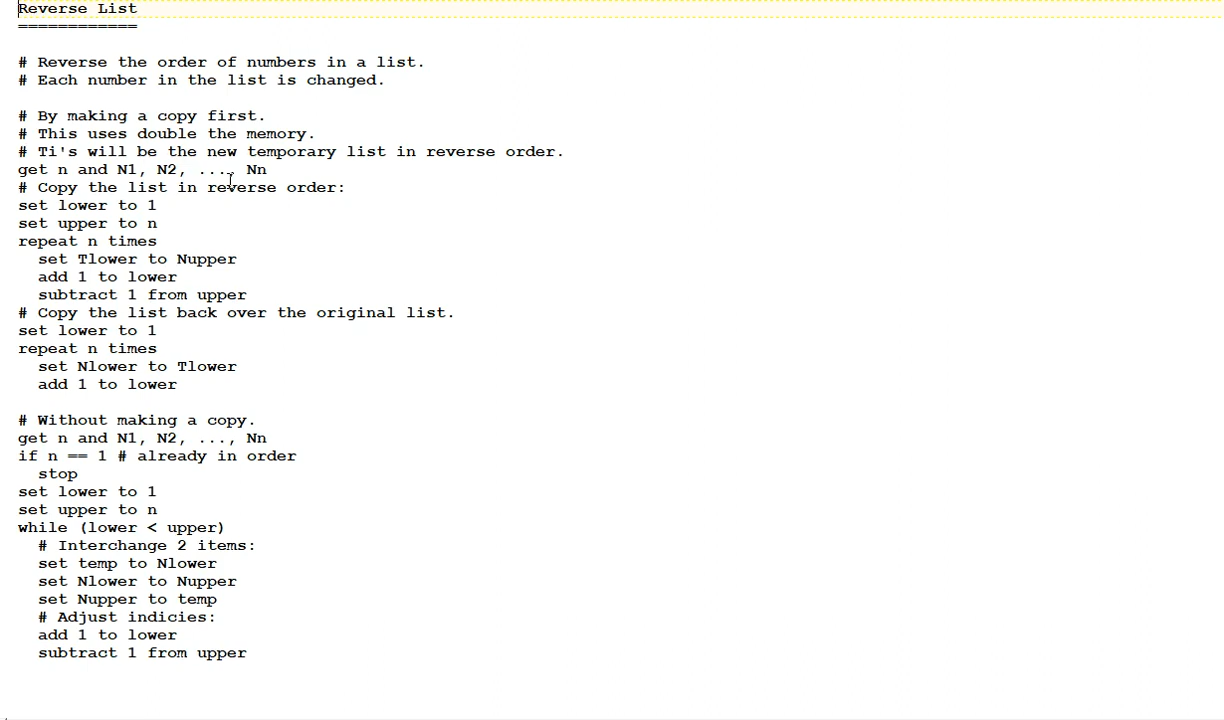 Reverse List
============
# Reverse the order of numbers in a list.
# Each number in the list is changed.
# By making a copy first.
# This uses double the memory.
# Ti's will be the new temporary list in reverse order.
get n and N1, N2, ..., Nn
# Copy the list in reverse order:
set lower to 1
set upper to n
repeat n times
  set Tlower to Nupper
  add 1 to lower
  subtract 1 from upper
# Copy the list back over the original list.
set lower to 1
repeat n times
  set Nlower to Tlower
  add 1 to lower
# Without making a copy.
get n and N1, N2, ..., Nn
if n == 1 # already in order
  stop
set lower to 1
set upper to n
while (lower < upper)
  # Interchange 2 items:
  set temp to Nlower
  set Nlower to Nupper
  set Nupper to temp
  # Adjust indicies:
  add 1 to lower
  subtract 1 from upper